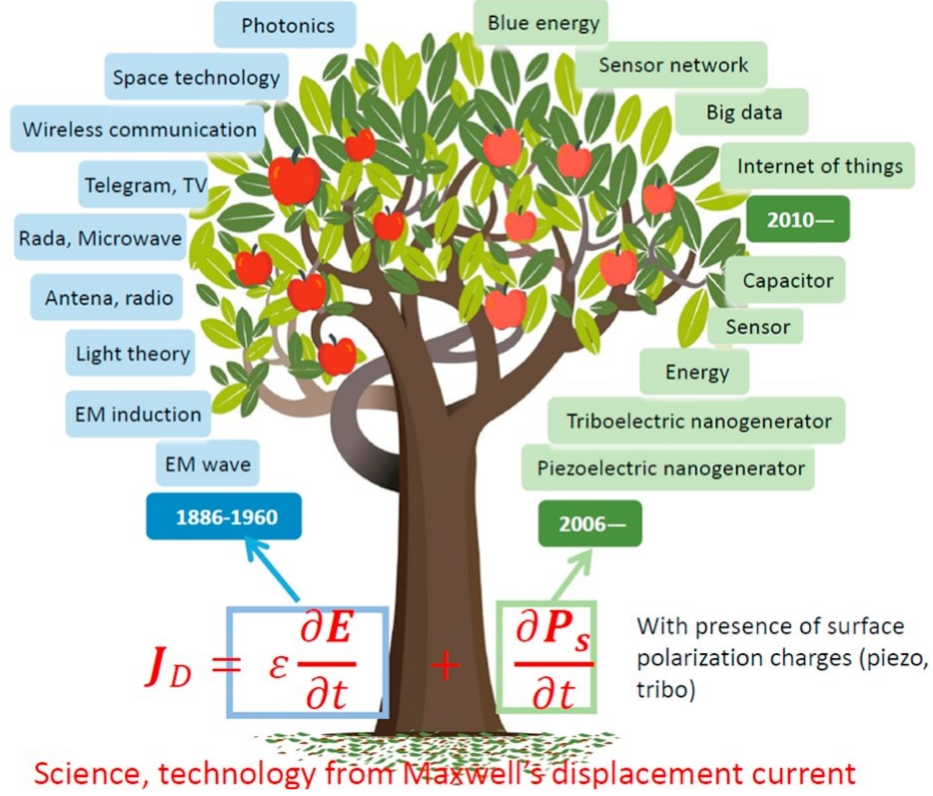 Photonics
Space technology
Wireless communication
Telegram, TV
Rada, Microwave
Antena, radio
Light theory
EM induction
EM wave
1886-1960
Blue energy
Sensor network
Big data
Internet of things
2010—
Capacitor
Sensor
Energy
Triboelectric nanogenerator
Piezoelectric nanogenerator
2006—
J_D = ε ∂E/∂t + ∂P_s/∂t
With presence of surface
polarization charges (piezo,
tribo)
Science, technology from Maxwell's displacement current